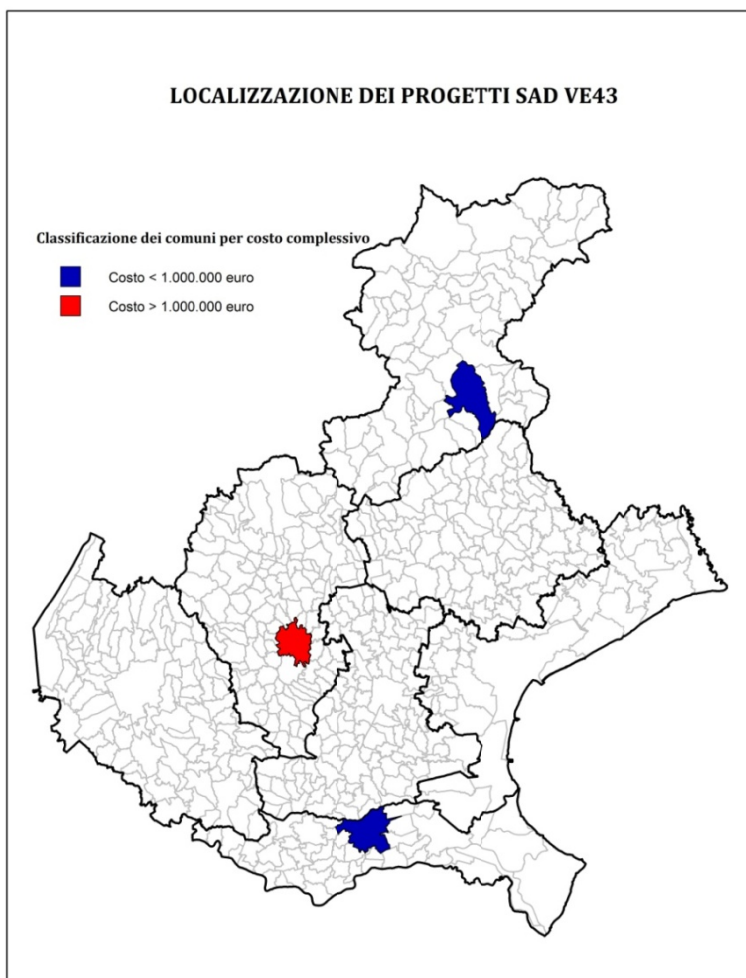 LOCALIZZAZIONE DEI PROGETTI SAD VE43
Classificazione dei comuni per costo complessivo
Costo < 1.000.000 euro
Costo > 1.000.000 euro